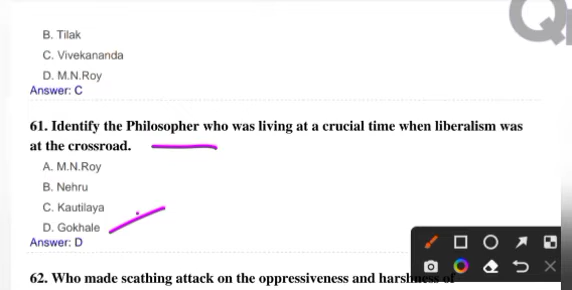 B. Tilak
C. Vivekananda
D. M.N.Roy
Answer: C
61. Identify the Philosopher who was living at a crucial time when liberalism was
at the crossroad.
A. M.N.Roy
B. Nehru
C. Kautilaya
D. Gokhale
Answer: D
62. Who made scathing attack on the oppressiveness and harshness of